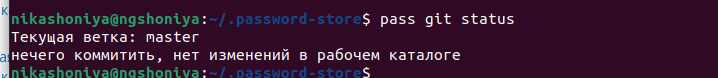 nikashoniya@ngshoniya:~/.password-store$ pass git status
Текущая ветка: master
нечего коммитить, нет изменений в рабочем каталоге
nikashoniya@ngshoniya:~/.password-store$